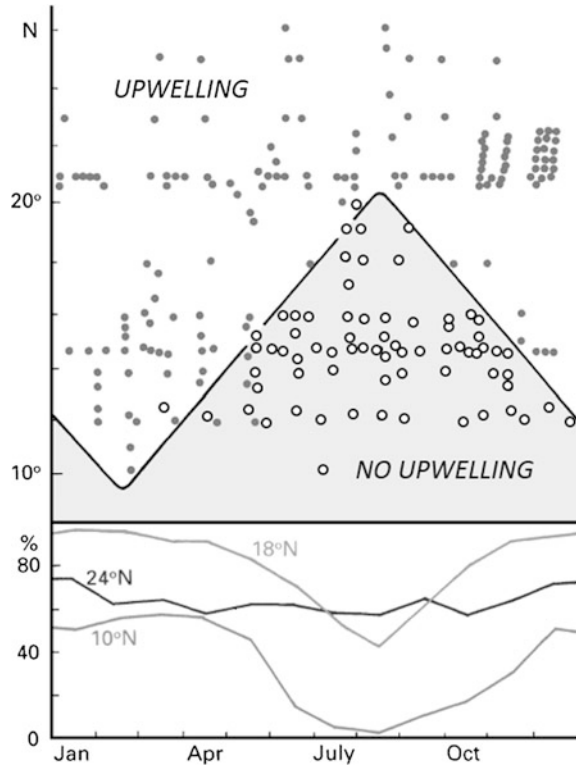 N
UPWELLING
20°
10°
NO UPWELLING
%
80
40
0
18°N
24°N
10°N
Jan Apr July Oct